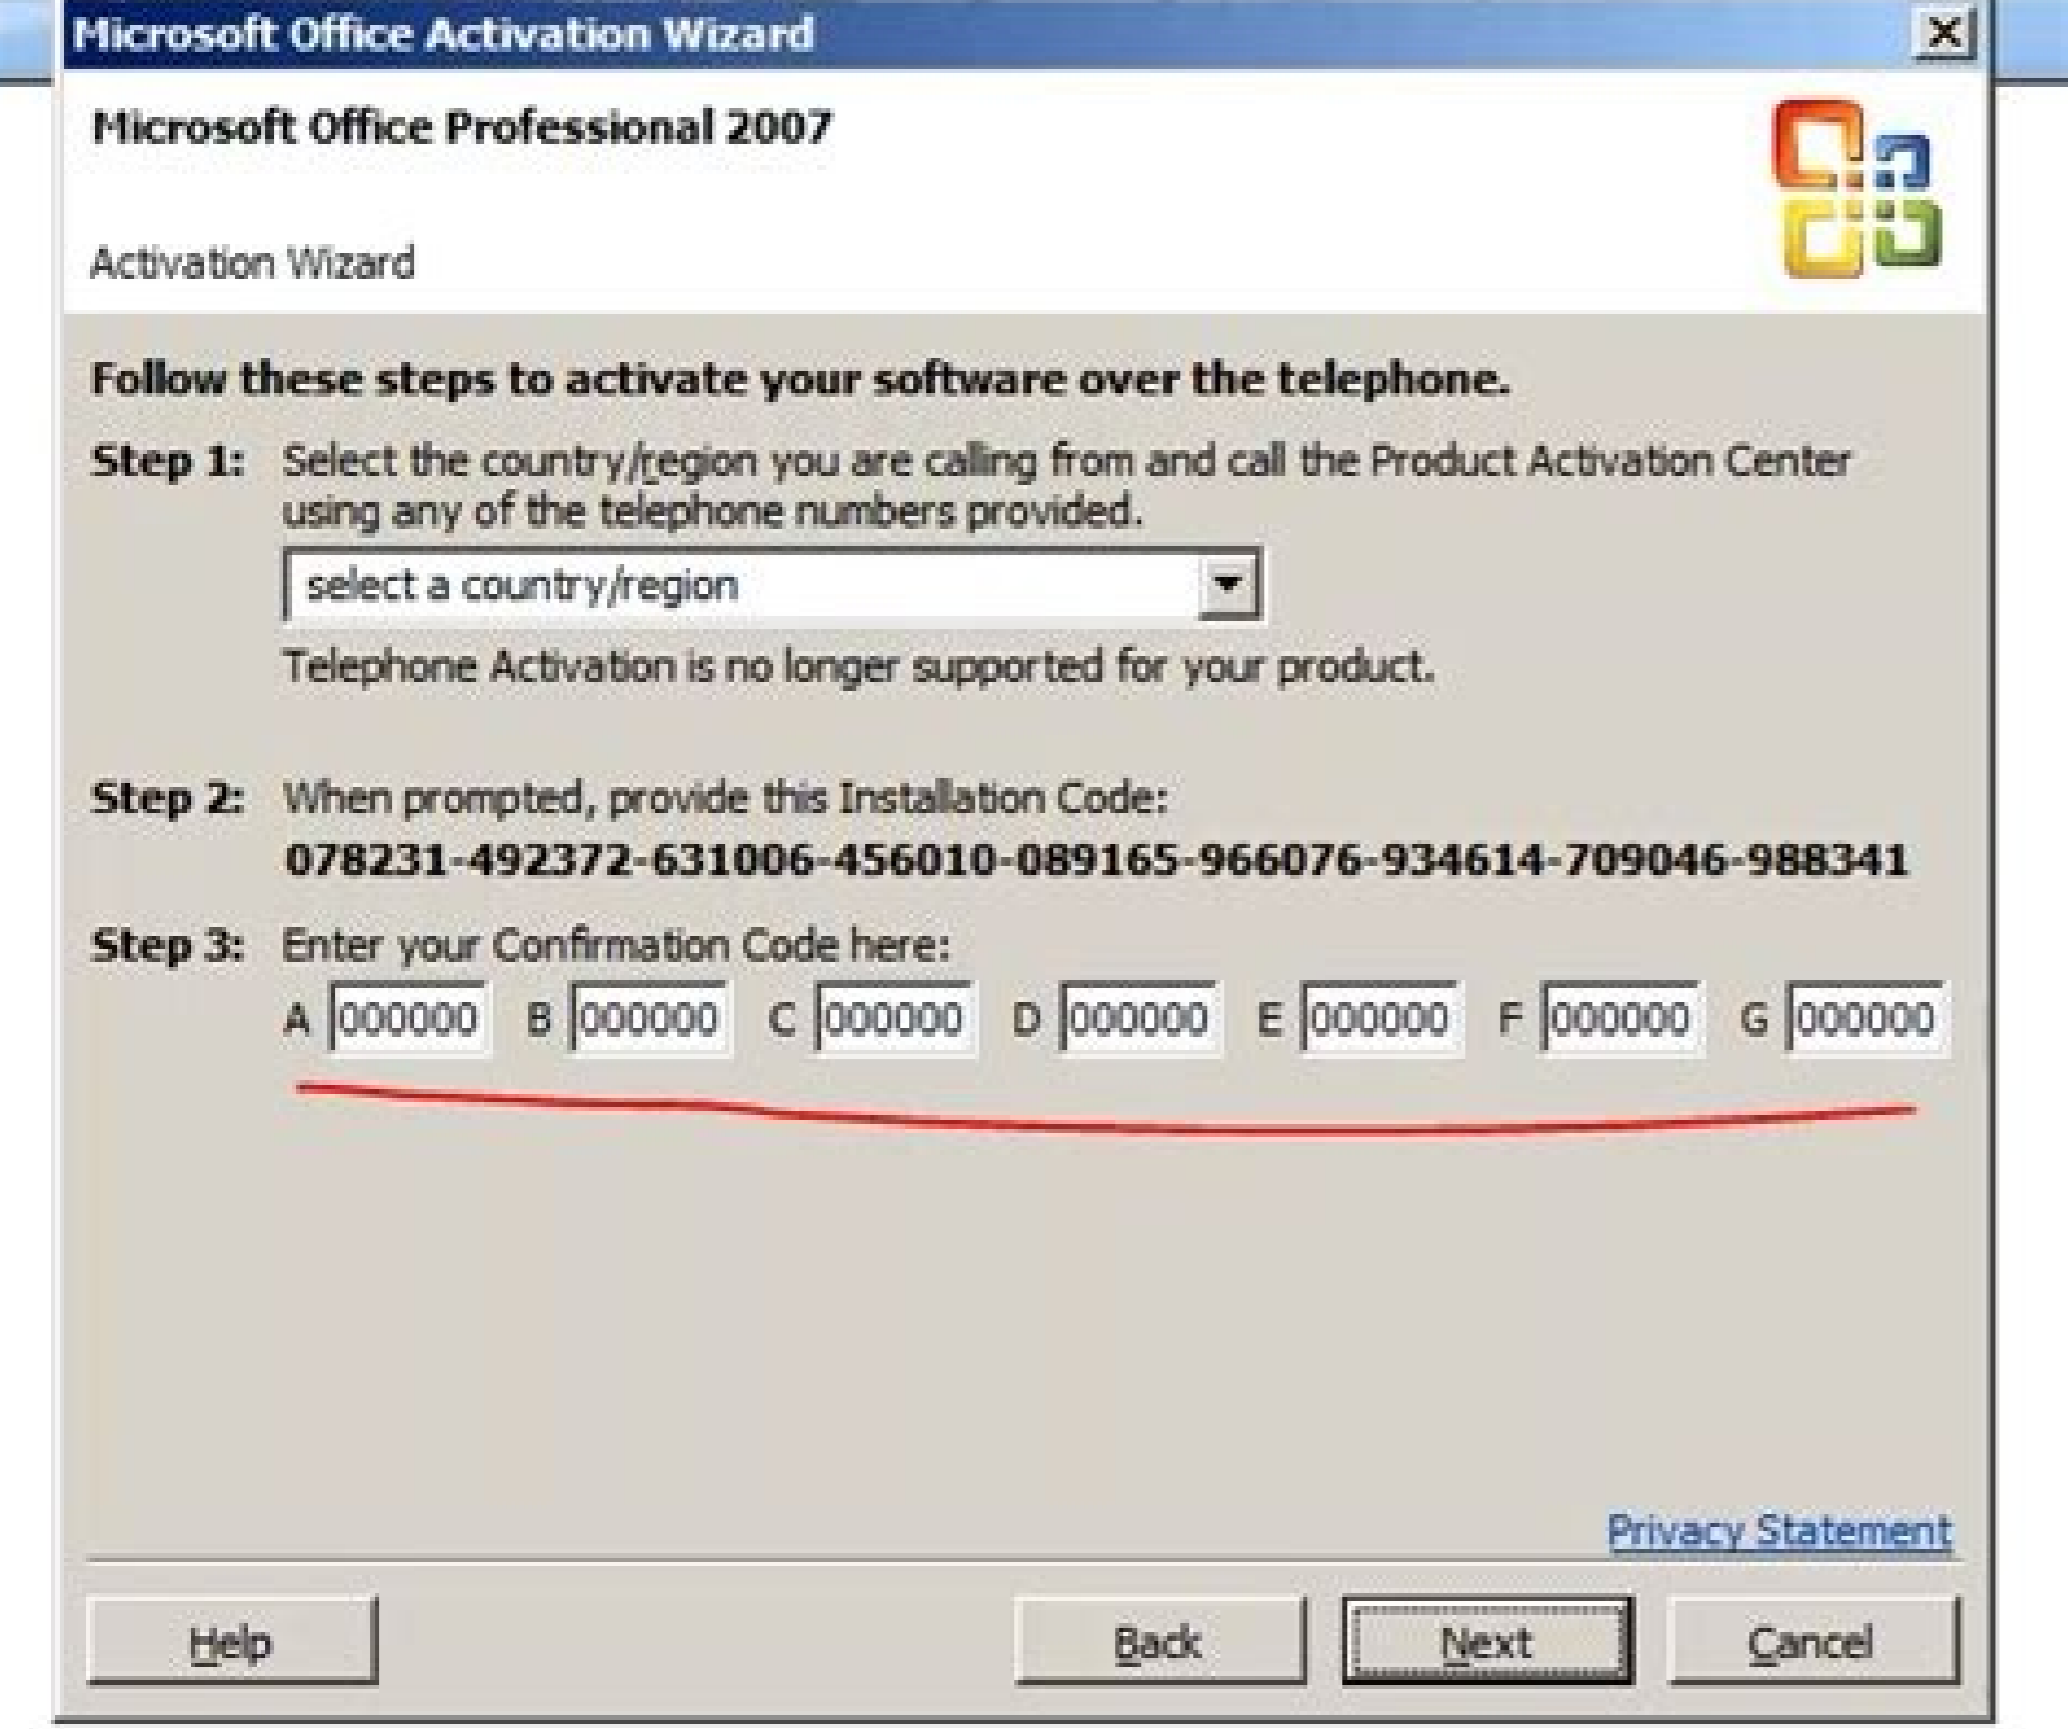 Microsoft Office Activation Wizard
Microsoft Office Professional 2007
Activation Wizard
Follow these steps to activate your software over the telephone.
Step 1: Select the country/region you are calling from and call the Product Activation Center
using any of the telephone numbers provided.
select a country/region
Telephone Activation is no longer supported for your product.
Step 2: When prompted, provide this Installation Code:
078231-492372-631006-456010-089165-966076-934614-709046-988341
Step 3: Enter your Confirmation Code here:
A 000000 B 000000 C 000000 D 000000 E 000000 F 000000 G 000000
Privacy Statement
Help Back Next Cancel